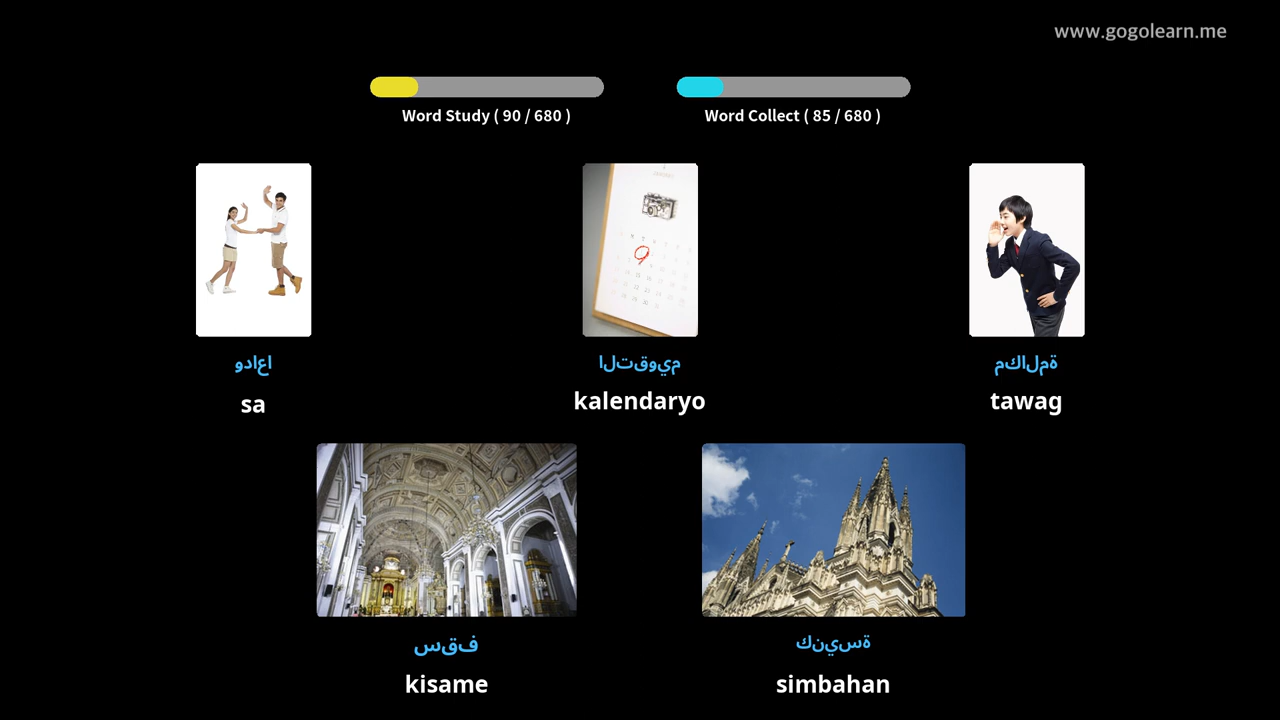 www.gogolearn.me
Word Study ( 90 / 680 )
Word Collect ( 85 / 680 )
وداعا
التقويم
مكالمة
sa
kalendaryo
tawag
سقف
كنيسة
kisame
simbahan